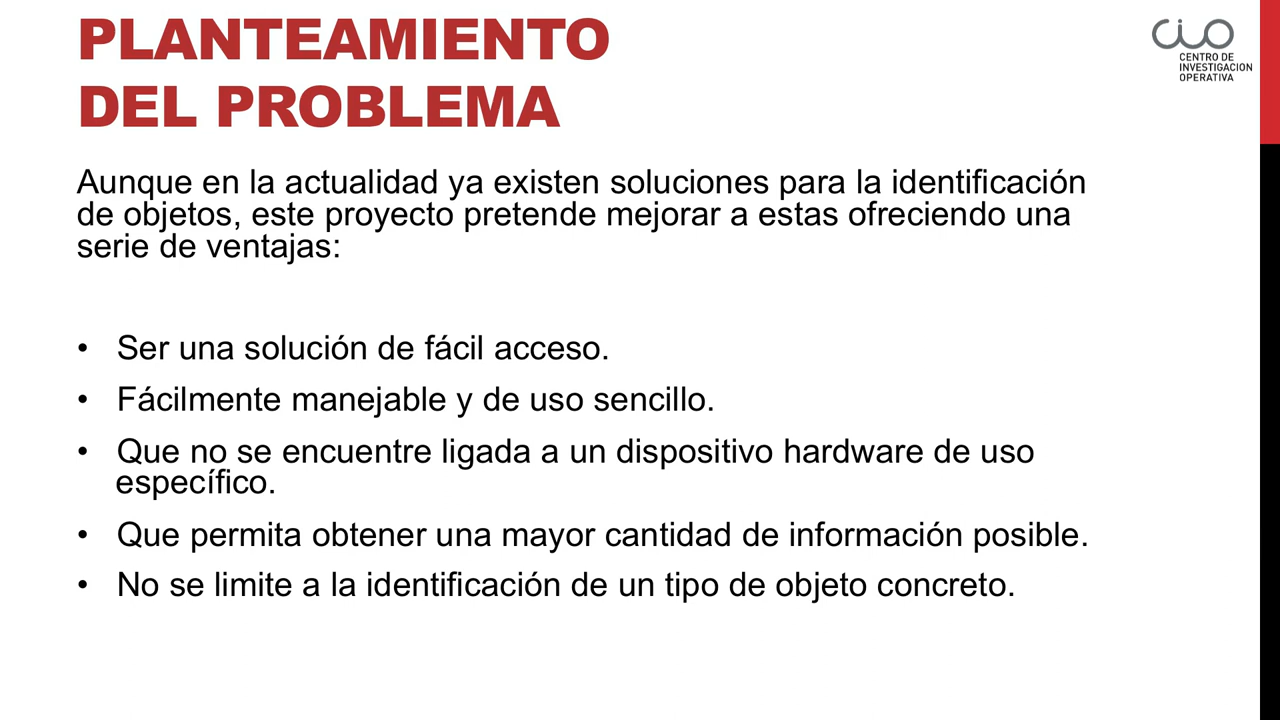 PLANTEAMIENTO
DEL PROBLEMA
CIO
CENTRO DE
INVESTIGACION
OPERATIVA
Aunque en la actualidad ya existen soluciones para la identificación
de objetos, este proyecto pretende mejorar a estas ofreciendo una
serie de ventajas:
• Ser una solución de fácil acceso.
• Fácilmente manejable y de uso sencillo.
• Que no se encuentre ligada a un dispositivo hardware de uso
específico.
• Que permita obtener una mayor cantidad de información posible.
• No se limite a la identificación de un tipo de objeto concreto.